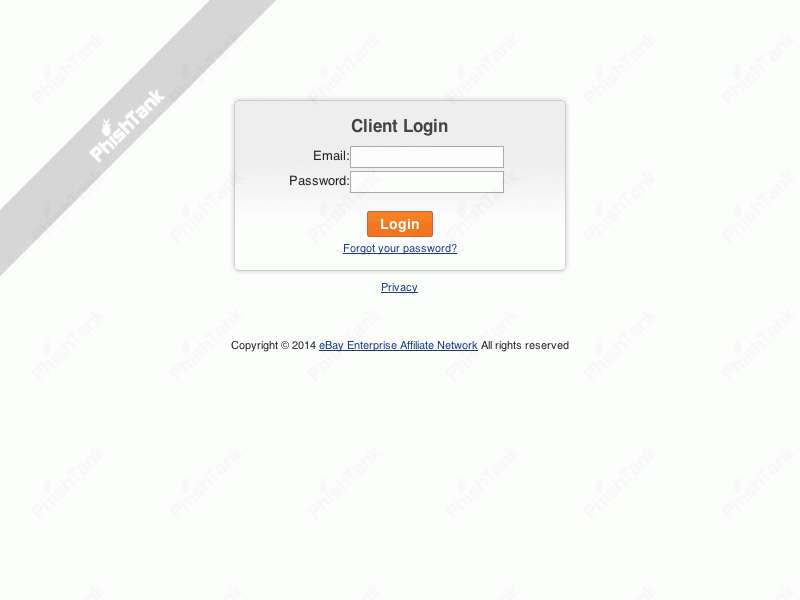 PhishTank
Client Login
Email:
Password:
Login
Forgot your password?
Privacy
Copyright © 2014 eBay Enterprise Affiliate Network All rights reserved